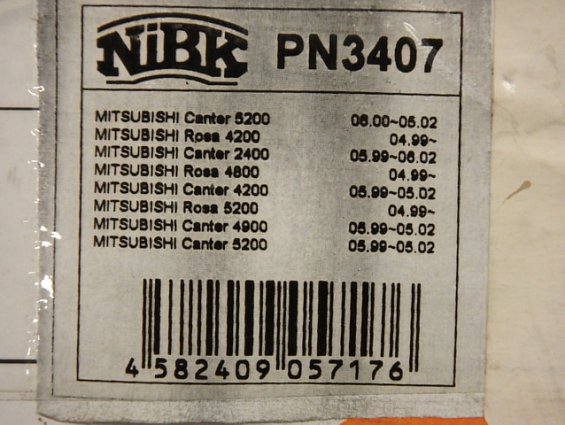 NiBK PN3407
MITSUBISHI Canter 5200 06.00~05.02
MITSUBISHI Rosa 4200 04.99~
MITSUBISHI Canter 2400 05.99~06.02
MITSUBISHI Rosa 4800 04.99~
MITSUBISHI Canter 4200 05.99~05.02
MITSUBISHI Rosa 5200 04.99~
MITSUBISHI Canter 4900 05.99~05.02
MITSUBISHI Canter 5200 05.99~05.02
4 582409 057176